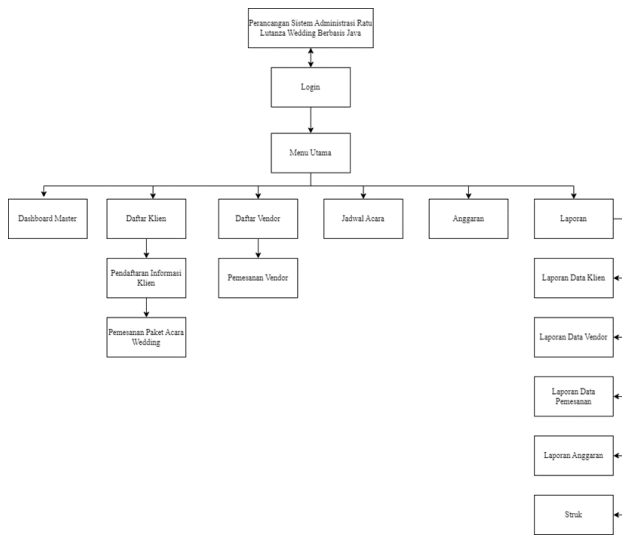 Perancangan Sistem Administrasi Ratu
Lutanza Wedding Berbasis Java
Login
Menu Utama
Dashboard Master
Daftar Klien
Daftar Vendor
Jadwal Acara
Anggaran
Laporan
Pendaftaran Informasi
Klien
Pemesanan Vendor
Laporan Data Klien
Pemesanan Paket Acara
Wedding
Laporan Data Vendor
Laporan Data
Pemesanan
Laporan Anggaran
Struk